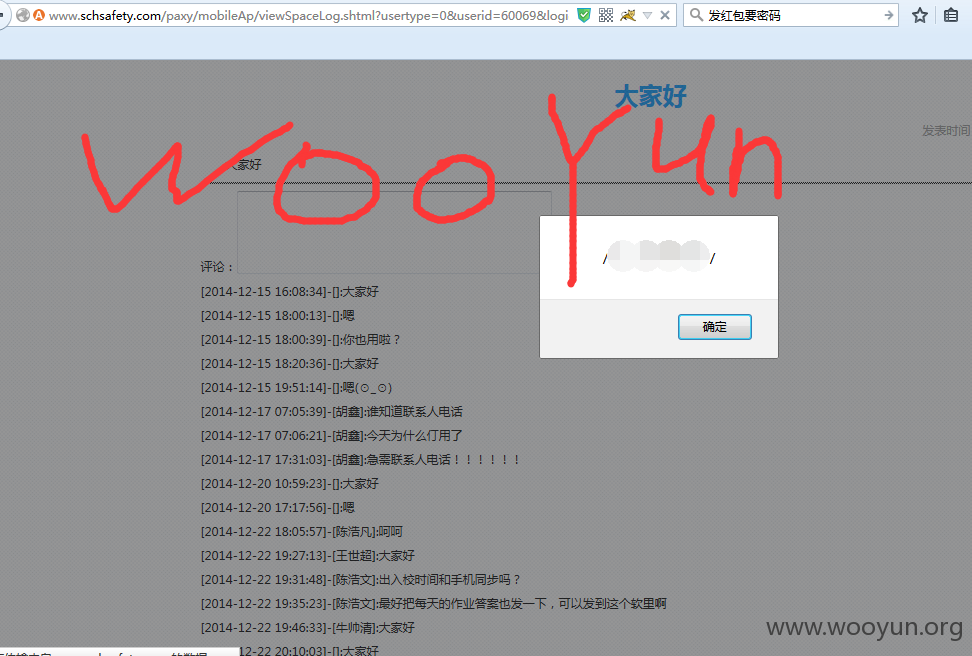 www.schsafety.com/paxy/mobileAp/viewSpaceLog.shtml?usertype=0&userid=60069&logi
发红包要密码
大家好
发表时间
wooYun
大家好
/ /
确定
评论：
[2014-12-15 16:08:34]-[]:大家好
[2014-12-15 18:00:13]-[]:嗯
[2014-12-15 18:00:39]-[]:你也用啦？
[2014-12-15 18:20:36]-[]:大家好
[2014-12-15 19:51:14]-[]:嗯(⊙_⊙)
[2014-12-17 07:05:39]-[胡鑫]:谁知道联系人电话
[2014-12-17 07:06:21]-[胡鑫]:今天为什么仃用了
[2014-12-17 17:31:03]-[胡鑫]:急需联系人电话！！！！！！
[2014-12-20 10:59:23]-[]:大家好
[2014-12-20 17:17:56]-[]:嗯
[2014-12-22 18:05:57]-[陈浩凡]:呵呵
[2014-12-22 19:27:13]-[王世超]:大家好
[2014-12-22 19:31:48]-[陈浩文]:出入校时间和手机同步吗？
[2014-12-22 19:35:23]-[陈浩文]:最好把每天的作业答案也发一下，可以发到这个软里啊
[2014-12-22 19:46:33]-[牛帅清]:大家好
www.wooyun.org
22 20:10:03]-[]:大家好